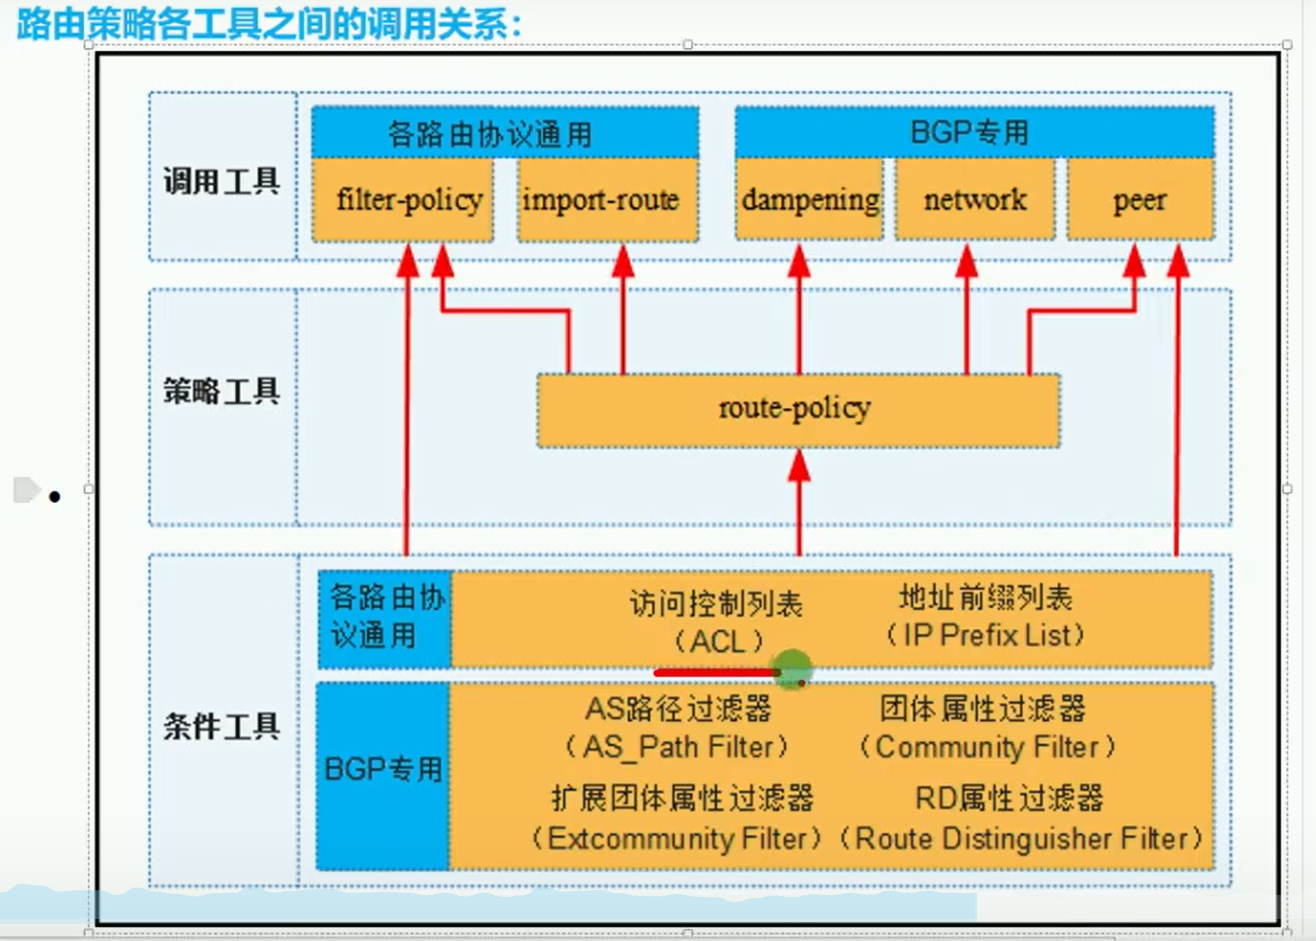 路由策略各工具之间的调用关系：
调用工具
各路由协议通用
BGP专用
filter-policy
import-route
dampening
network
peer
策略工具
route-policy
条件工具
各路由协
议通用
访问控制列表
（ACL）
地址前缀列表
（IP Prefix List）
BGP专用
AS路径过滤器
（AS_Path Filter）
团体属性过滤器
（Community Filter）
扩展团体属性过滤器
（Extcommunity Filter）
RD属性过滤器
（Route Distinguisher Filter）